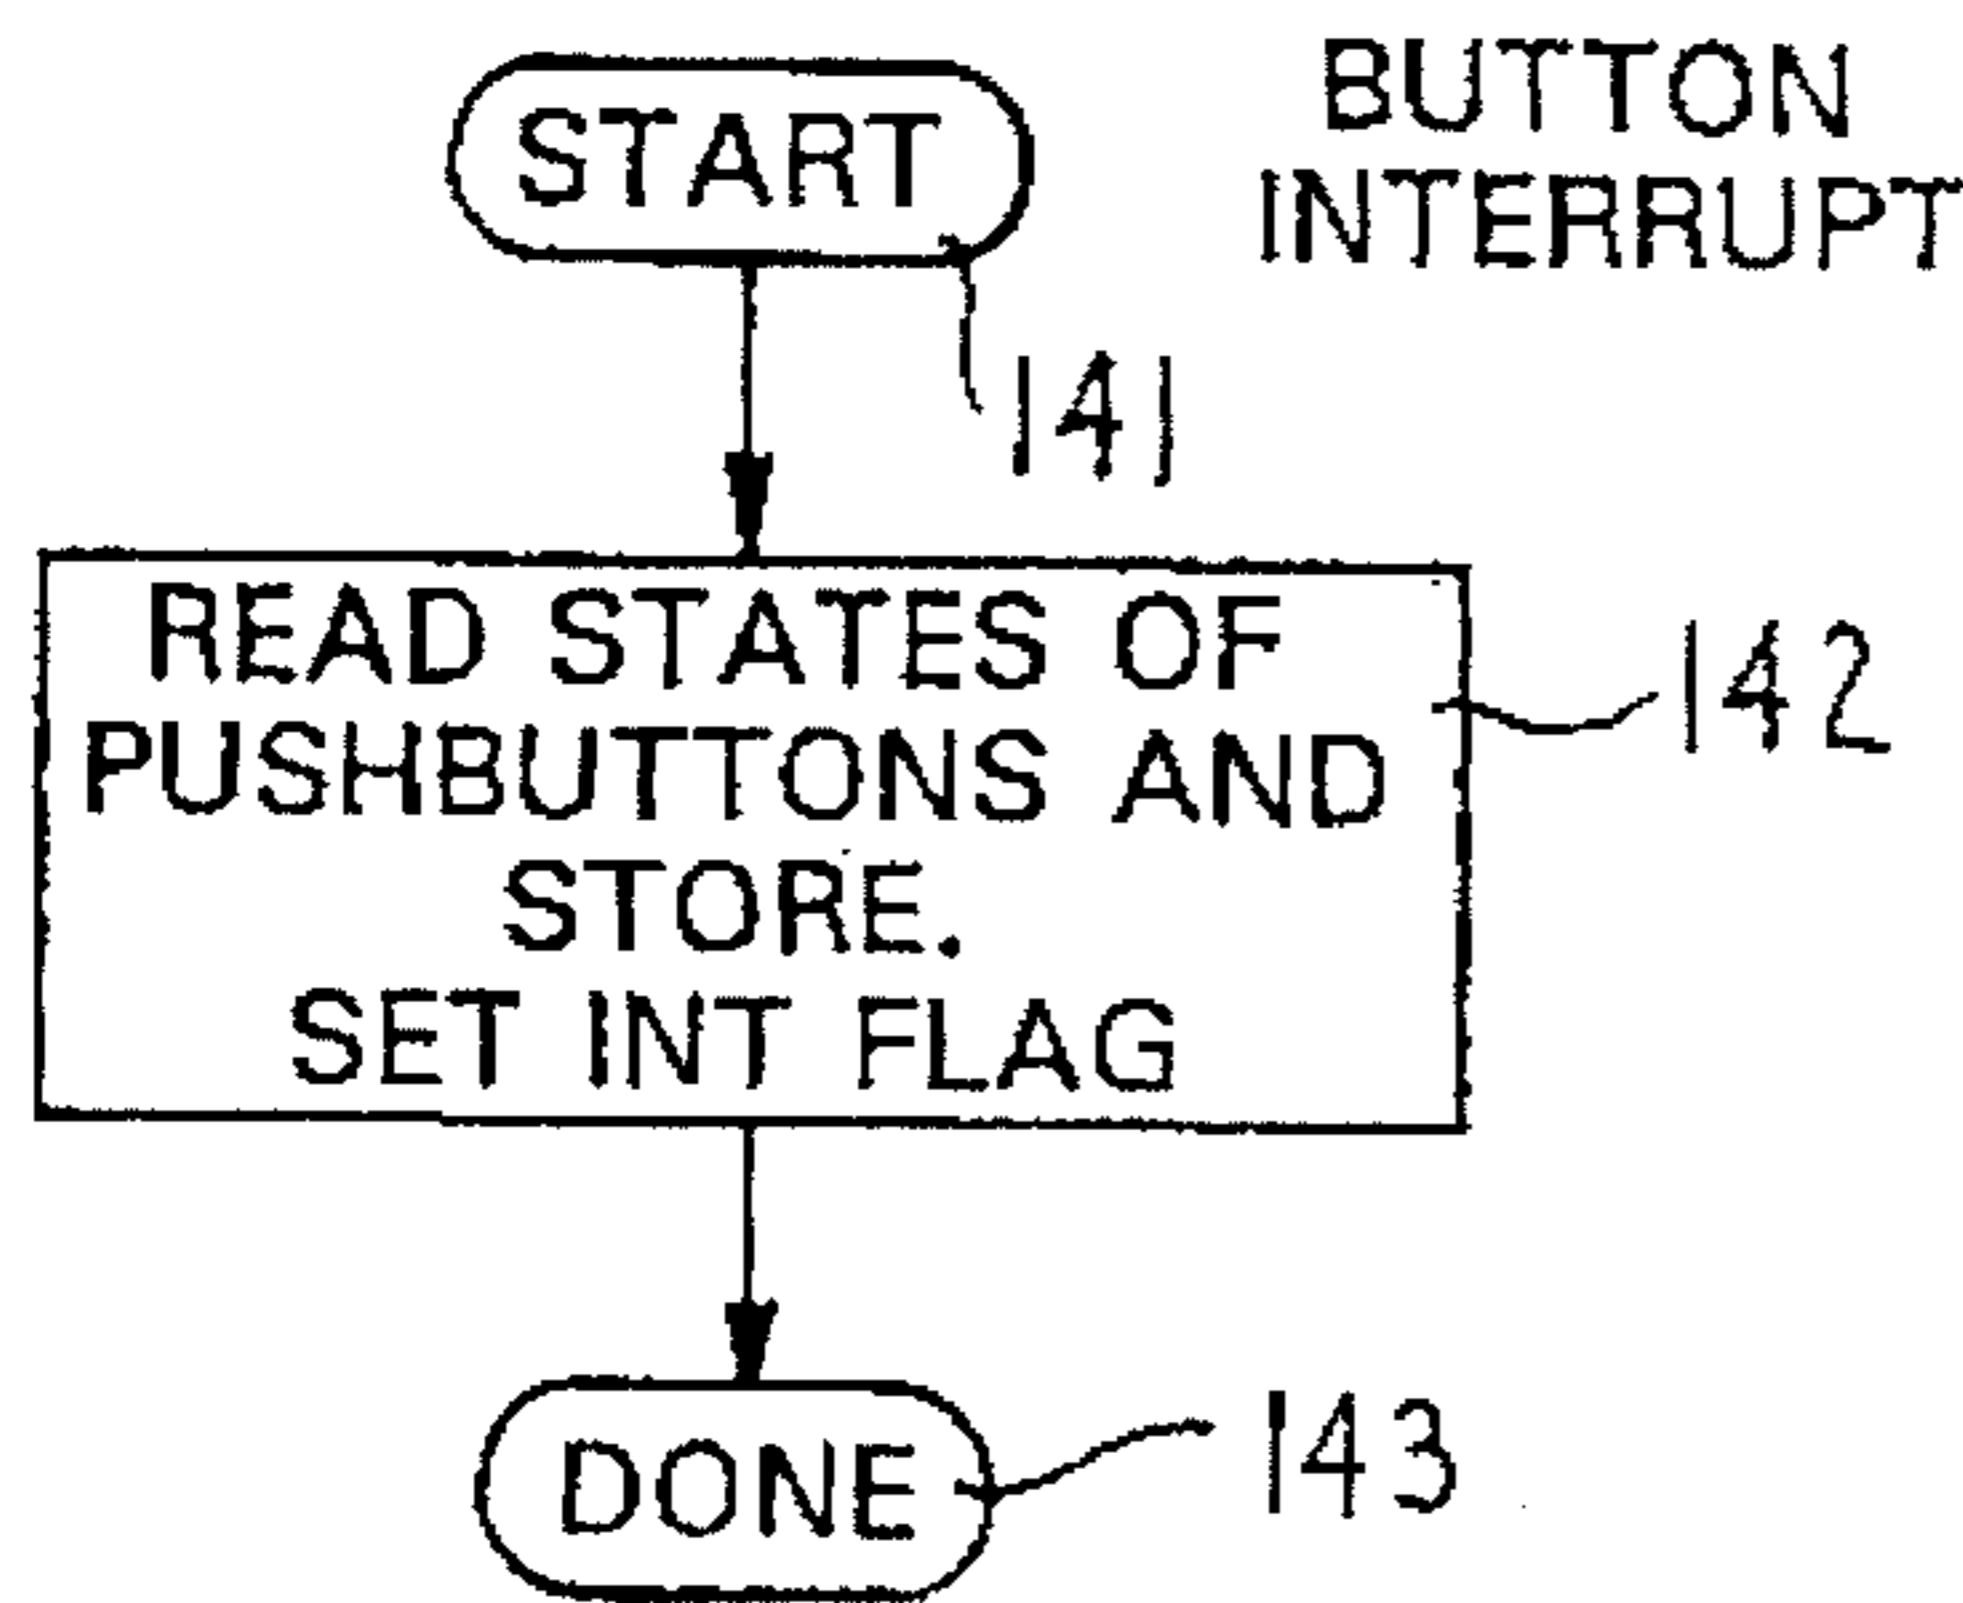 START
BUTTON
INTERRUPT
141
READ STATES OF
PUSHBUTTONS AND
STORE.
SET INT FLAG
142
DONE
143